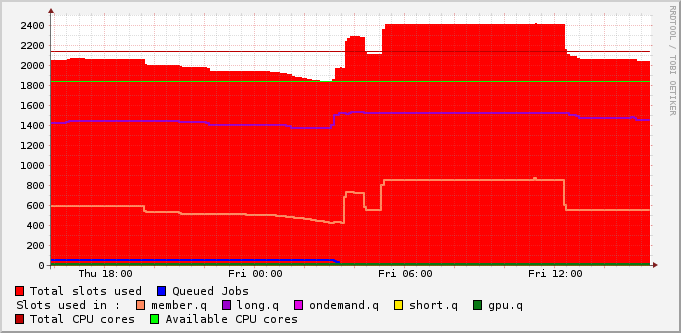 RRDTOOL / TOBI OETIKER
2400
2200
2000
1800
1600
1400
1200
1000
800
600
400
200
0
Thu 18:00 Fri 00:00 Fri 06:00 Fri 12:00
Total slots used Queued Jobs
Slots used in : member.q long.q ondemand.q short.q gpu.q
Total CPU cores Available CPU cores